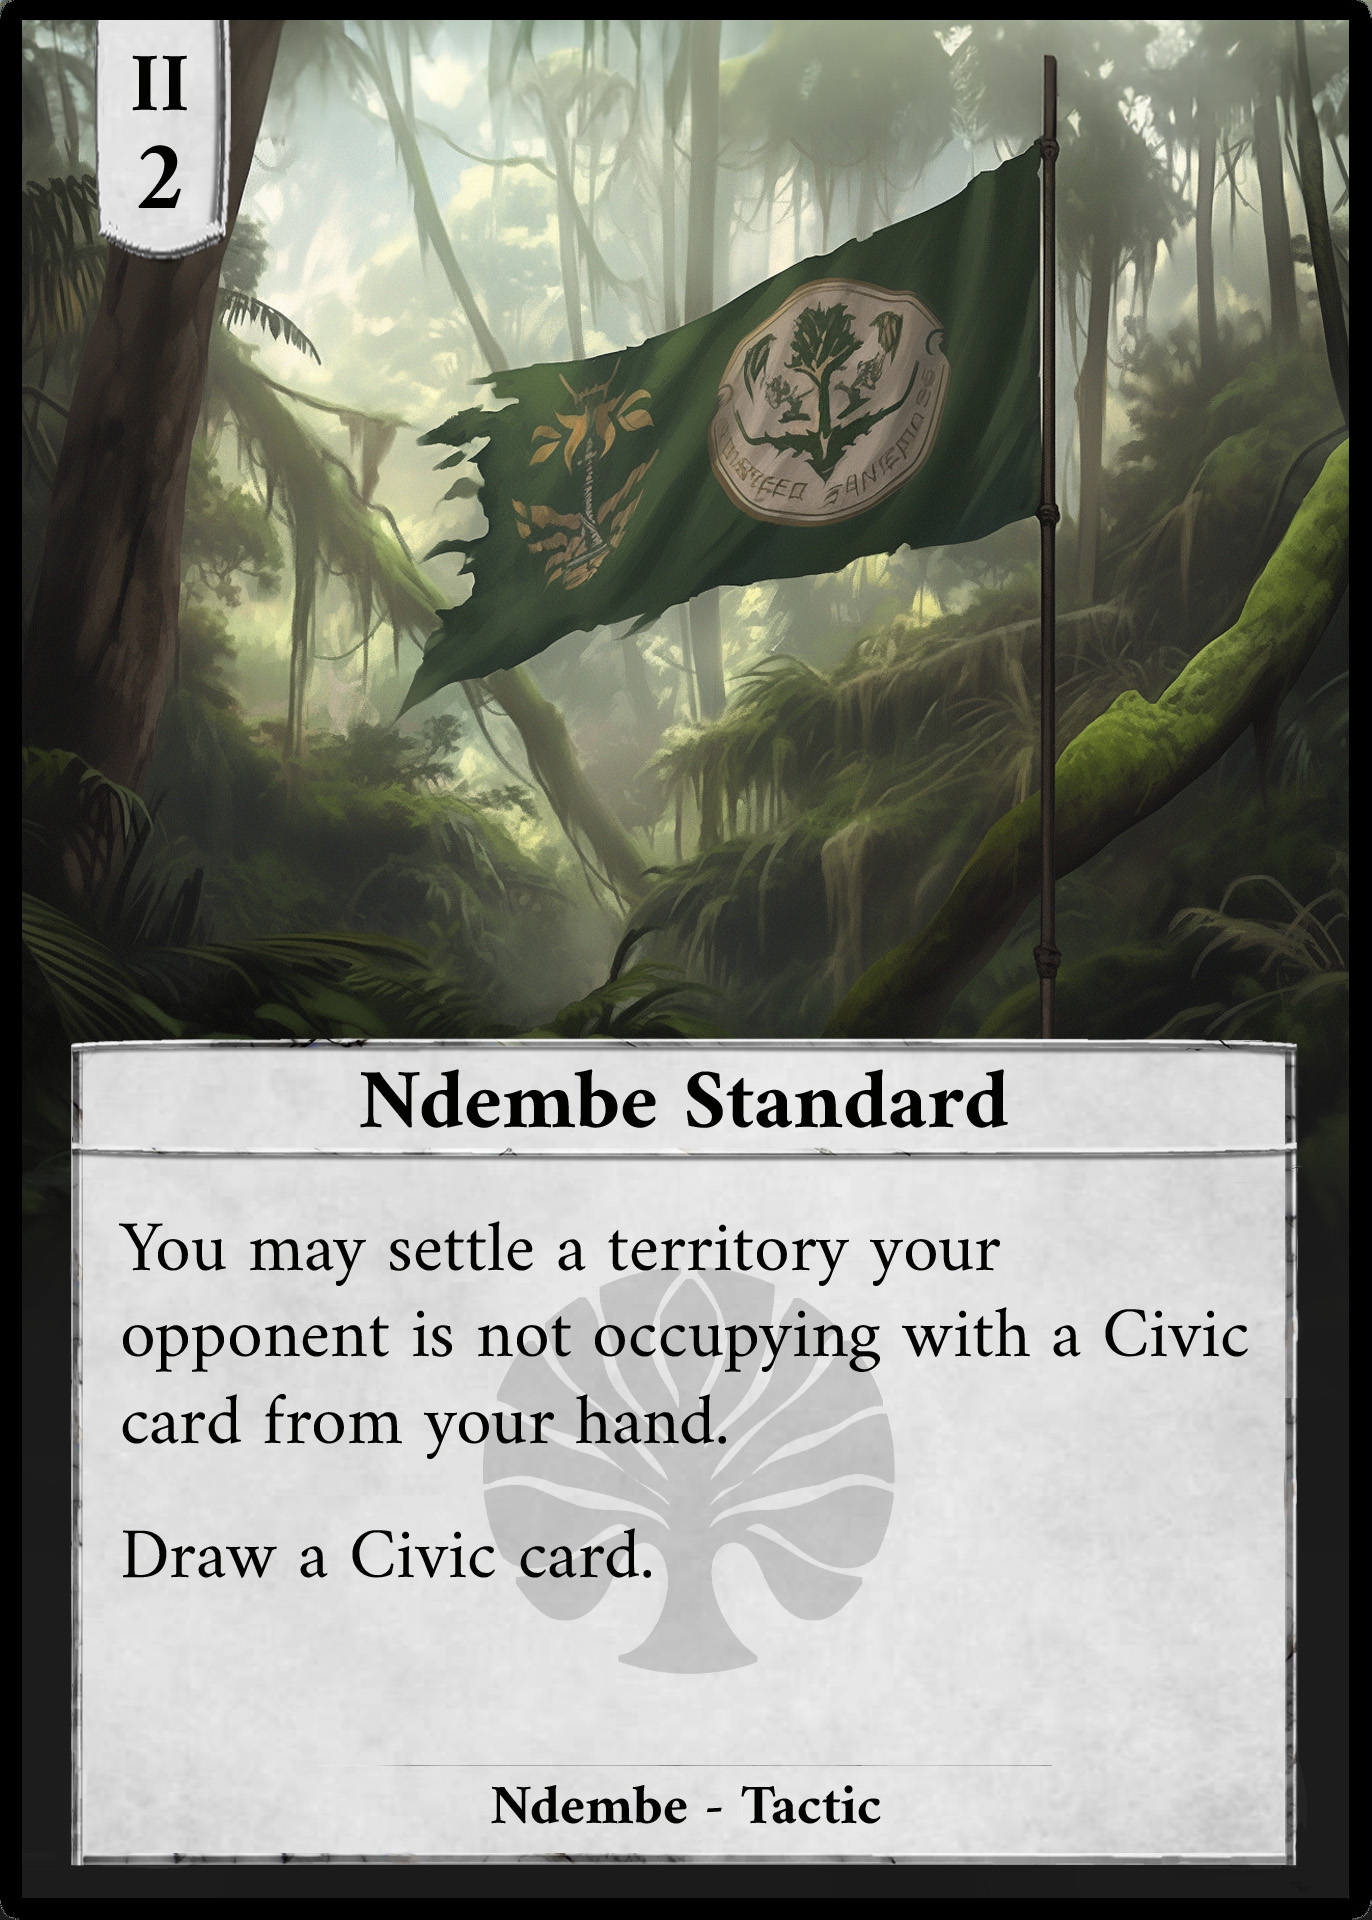 II
2
Ndembe Standard
You may settle a territory your
opponent is not occupying with a Civic
card from your hand.
Draw a Civic card.
Ndembe - Tactic